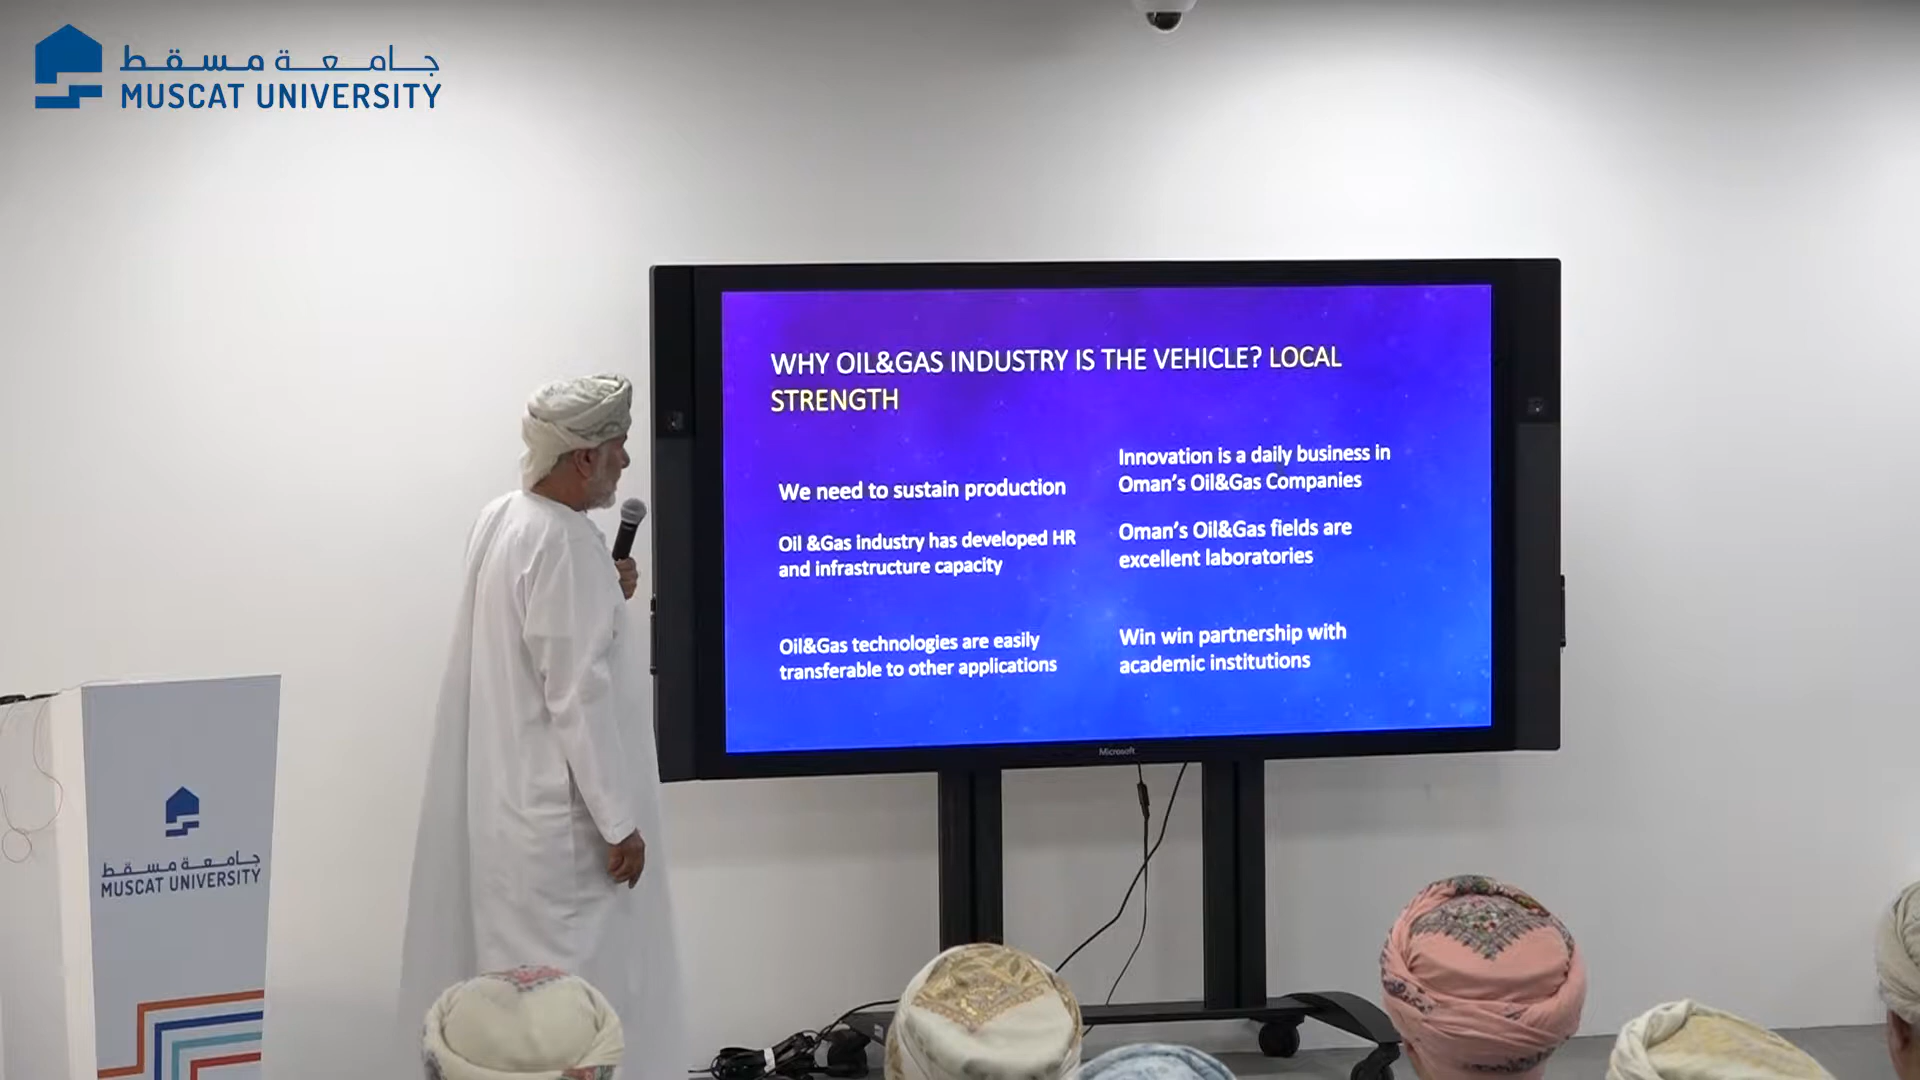 جامعة مسقط
MUSCAT UNIVERSITY
WHY OIL&GAS INDUSTRY IS THE VEHICLE? LOCAL
STRENGTH
We need to sustain production
Oil &Gas industry has developed HR
and infrastructure capacity
Oil&Gas technologies are easily
transferable to other applications
Innovation is a daily business in
Oman's Oil&Gas Companies
Oman's Oil&Gas fields are
excellent laboratories
Win win partnership with
academic institutions
Microsoft
جامعة مسقط
MUSCAT UNIVERSITY